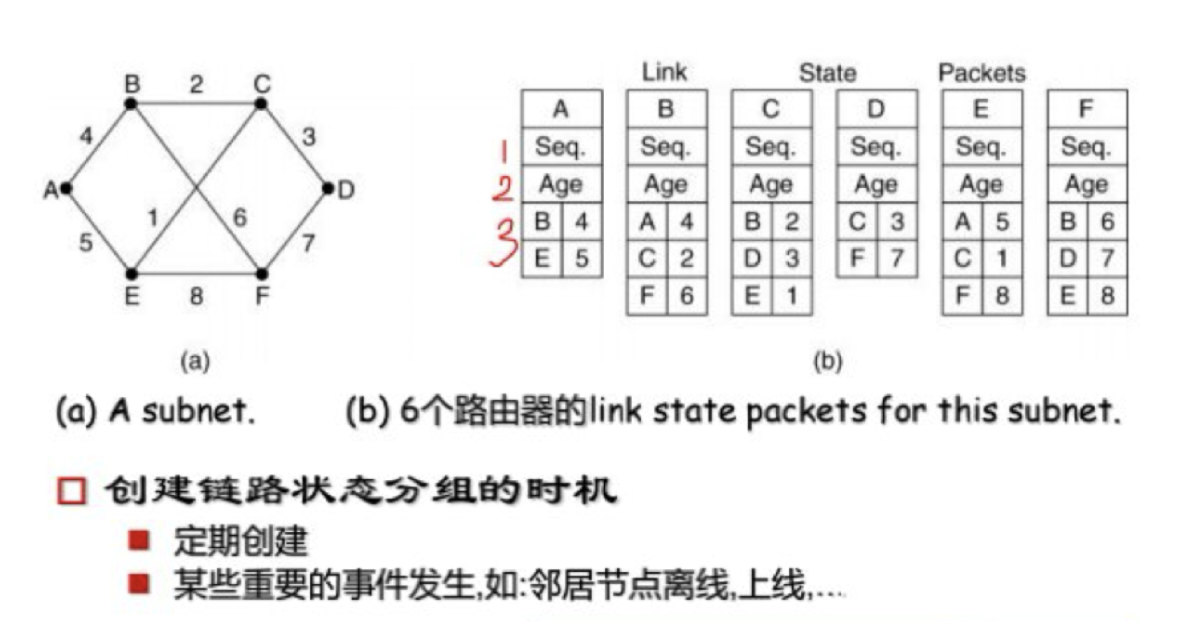 B 2 C
4 3
A D
1 6
5 7
E 8 F
(a)
Link State Packets
A B C D E F
1 Seq. Seq. Seq. Seq. Seq. Seq.
2 Age Age Age Age Age Age
3 B 4 A 4 B 2 C 3 A 5 B 6
E 5 C 2 D 3 F 7 C 1 D 7
F 6 E 1 F 8 E 8
(b)
(a) A subnet. (b) 6个路由器的link state packets for this subnet.
创建链路状态分组的时机
定期创建
某些重要的事件发生,如:邻居节点离线,上线,...